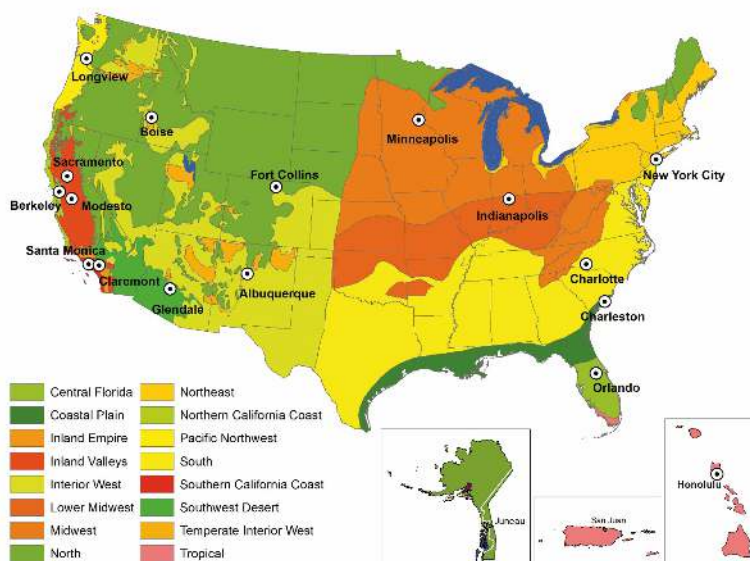 Longview
Boise
Minneapolis
Sacramento
Fort Collins
New York City
Berkeley
Modesto
Indianapolis
Santa Monica
Claremont
Glendale
Albuquerque
Charlotte
Charleston
Orlando
Central Florida
Coastal Plain
Inland Empire
Inland Valleys
Interior West
Lower Midwest
Midwest
North
Northeast
Northern California Coast
Pacific Northwest
South
Southern California Coast
Southwest Desert
Temperate Interior West
Tropical
Juneau
San Juan
Honolulu